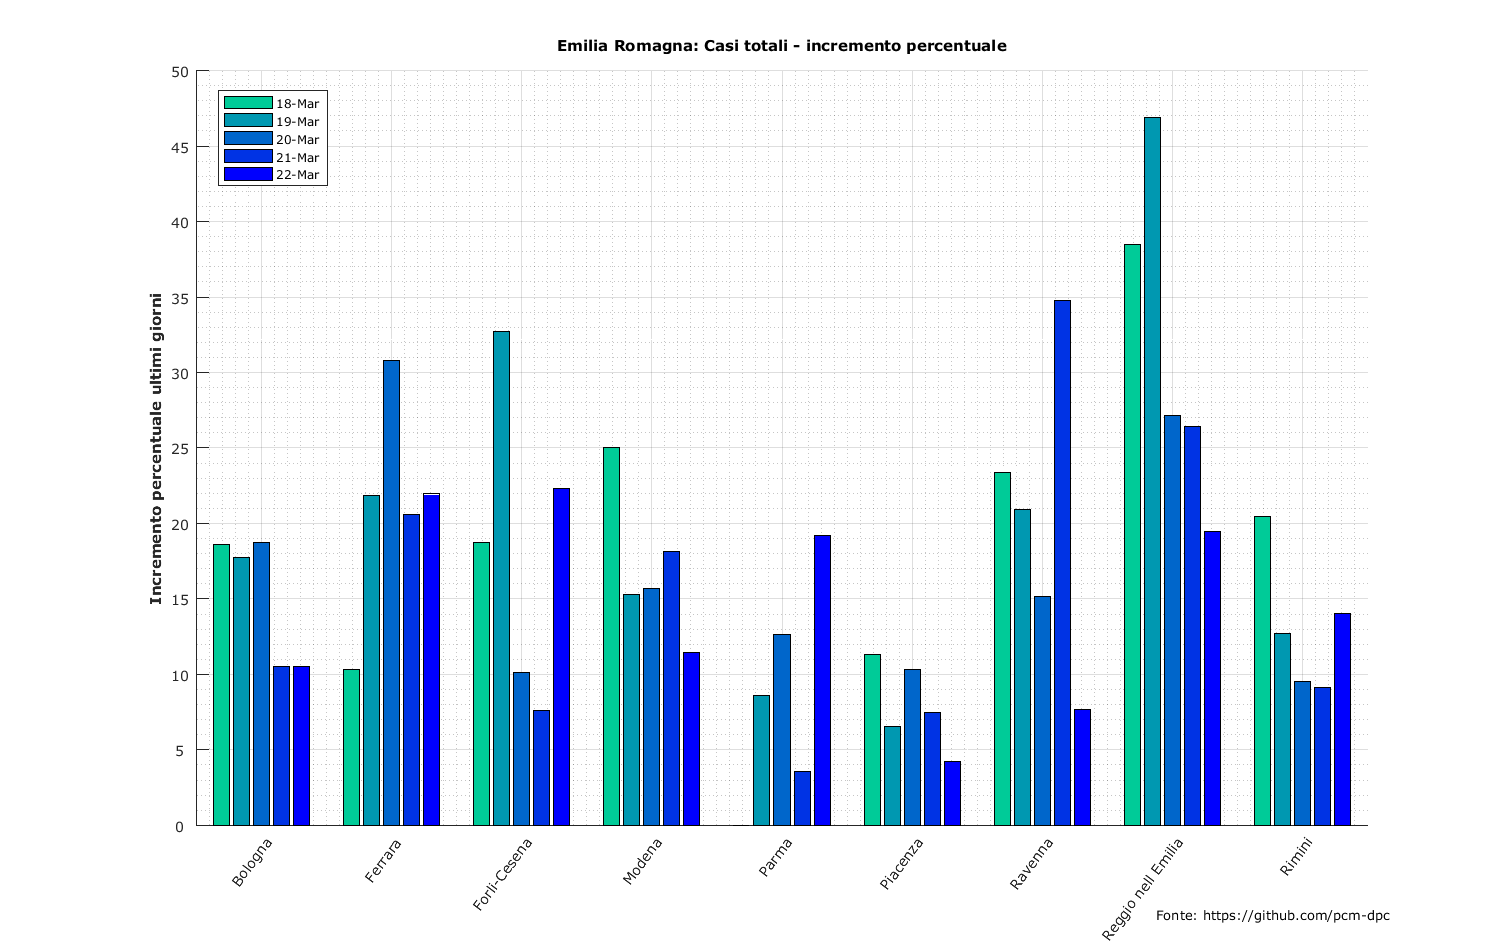 Emilia Romagna: Casi totali - incremento percentuale
50
45
40
35
30
25
20
15
10
5
0
Incremento percentuale ultimi giorni
18-Mar
19-Mar
20-Mar
21-Mar
22-Mar
Bologna
Ferrara
Forlì-Cesena
Modena
Parma
Piacenza
Ravenna
Reggio nell Emilia
Rimini
Fonte: https://github.com/pcm-dpc